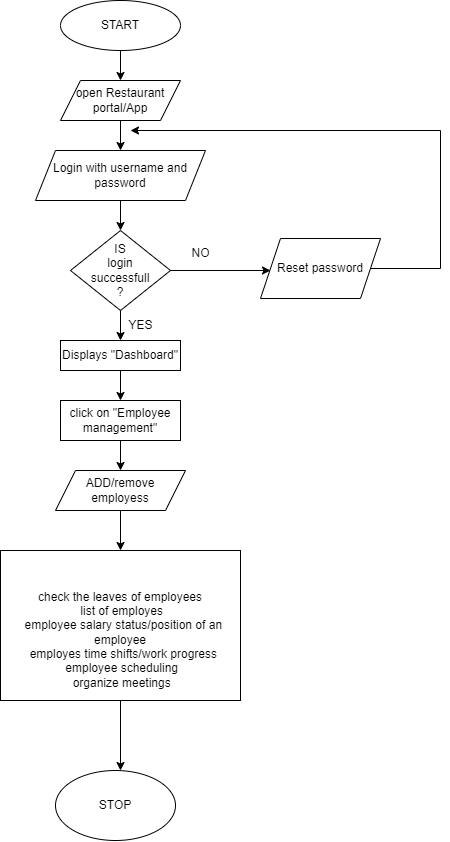 START
open Restaurant
portal/App
Login with username and
password
IS
login
successfull
?
NO
Reset password
YES
Displays "Dashboard"
click on "Employee
management"
ADD/remove
employess
check the leaves of employees
list of employes
employee salary status/position of an
employee
employes time shifts/work progress
employee scheduling
organize meetings
STOP